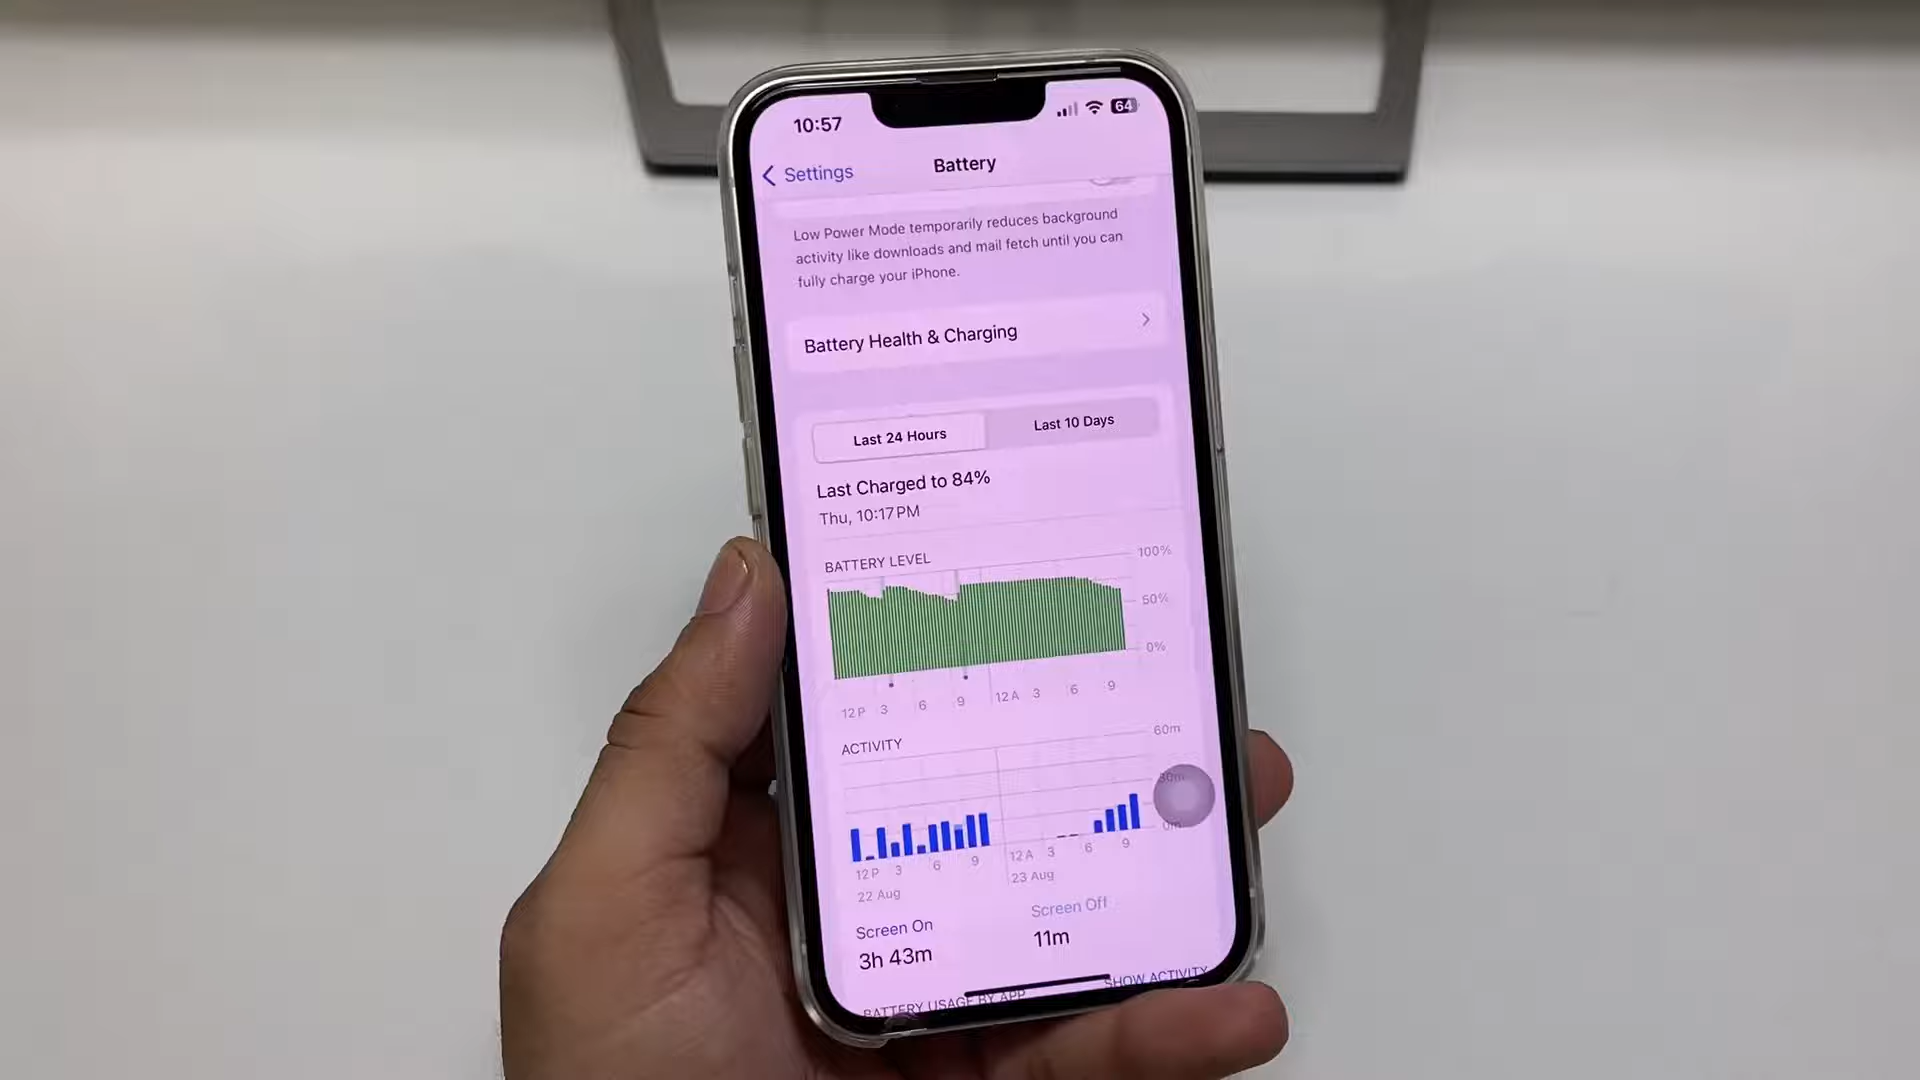 10:57
64
Settings
Battery
Low Power Mode temporarily reduces background
activity like downloads and mail fetch until you can
fully charge your iPhone.
Battery Health & Charging
Last 24 Hours
Last 10 Days
Last Charged to 84%
Thu, 10:17 PM
BATTERY LEVEL
100%
50%
0%
12 P 3 6 9 12 A 3 6 9
ACTIVITY
60m
30m
0m
12 P 3 6 9 12 A 3 6 9
22 Aug 23 Aug
Screen On
Screen Off
3h 43m
11m
BATTERY USAGE BY APP
SHOW ACTIVITY